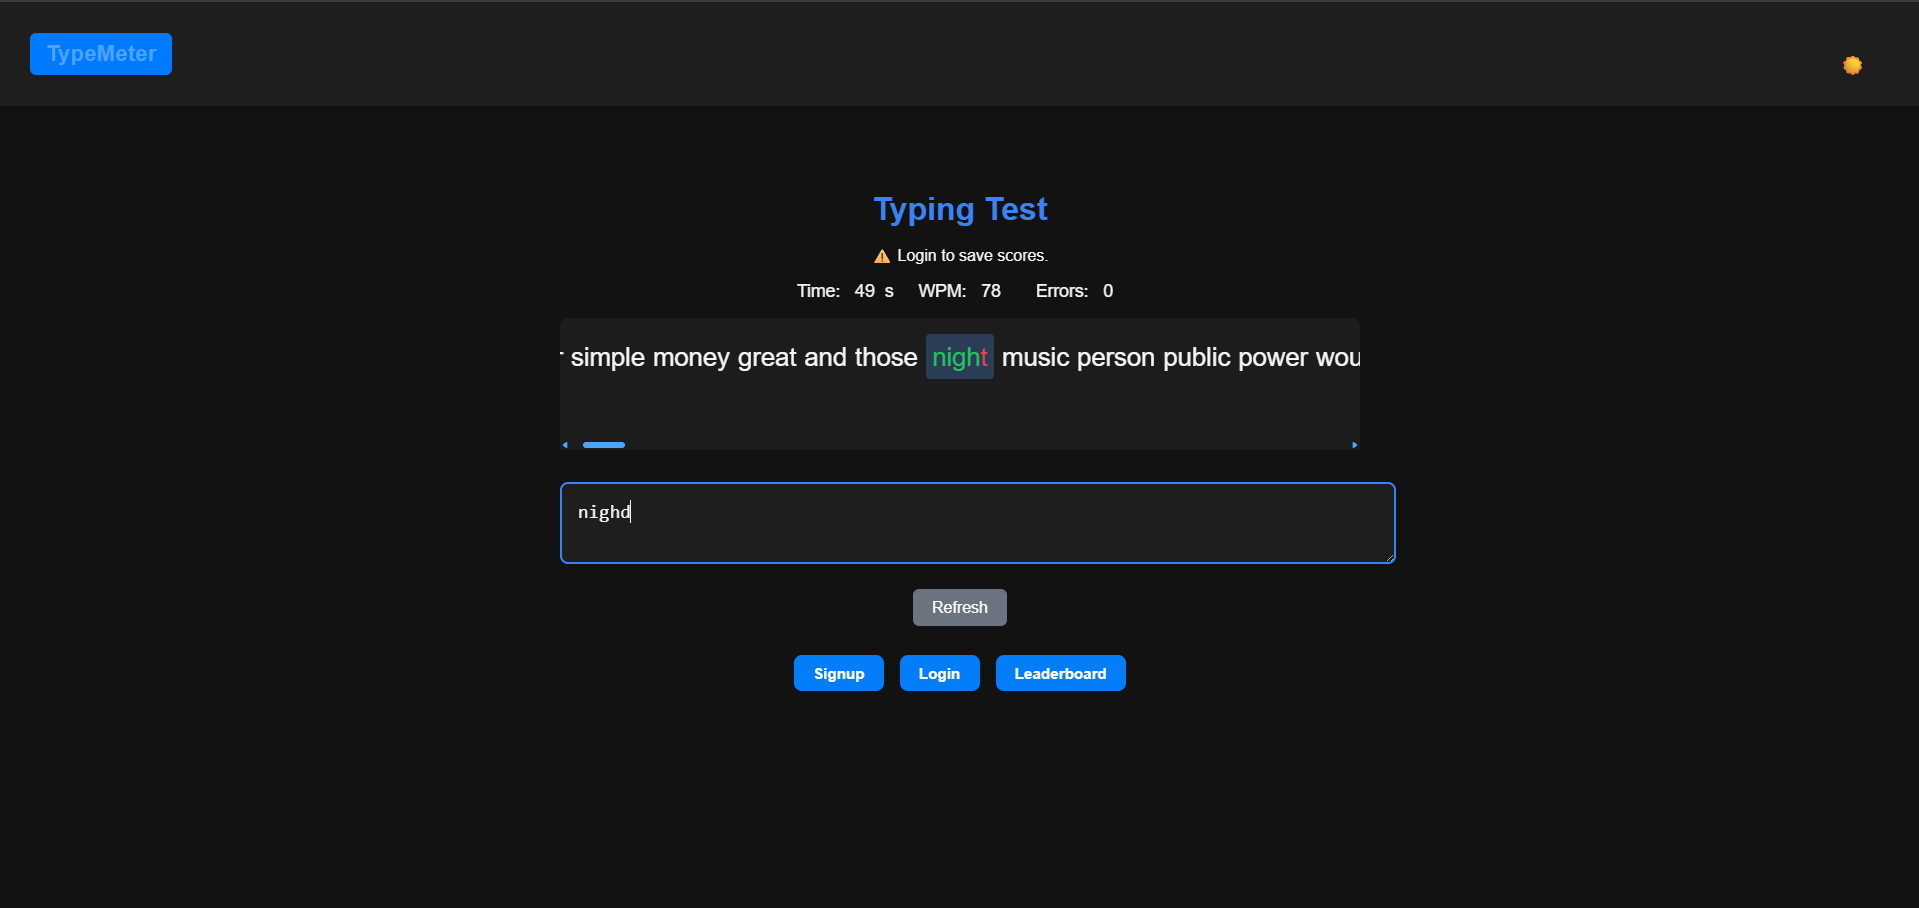 TypeMeter
Typing Test
⚠ Login to save scores.
Time: 49 s WPM: 78 Errors: 0
simple money great and those night music person public power wou
nighd
Refresh
Signup Login Leaderboard